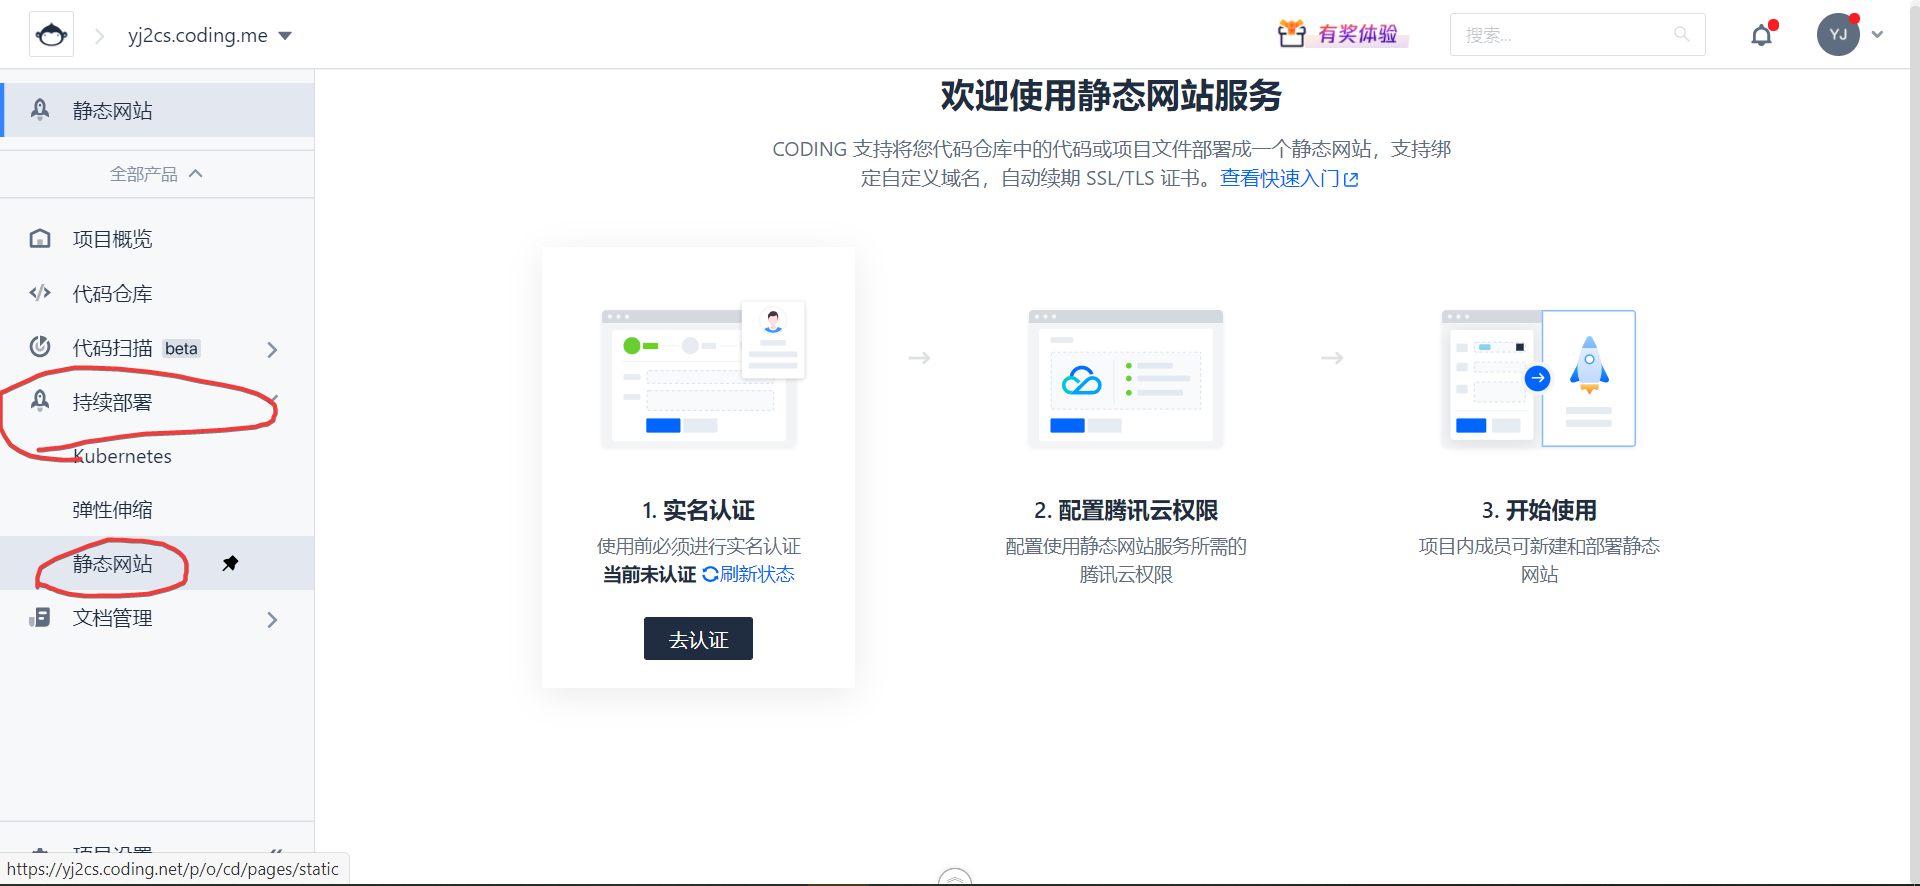 yj2cs.coding.me
有奖体验
搜索...
YJ
静态网站
全部产品
项目概览
代码仓库
代码扫描 beta
持续部署
Kubernetes
弹性伸缩
静态网站
文档管理
项目设置
https://yj2cs.coding.net/p/o/cd/pages/static
欢迎使用静态网站服务
CODING 支持将您代码仓库中的代码或项目文件部署成一个静态网站，支持绑
定自定义域名，自动续期 SSL/TLS 证书。查看快速入门
1. 实名认证
使用前必须进行实名认证
当前未认证 刷新状态
去认证
2. 配置腾讯云权限
配置使用静态网站服务所需的
腾讯云权限
3. 开始使用
项目内成员可新建和部署静态
网站